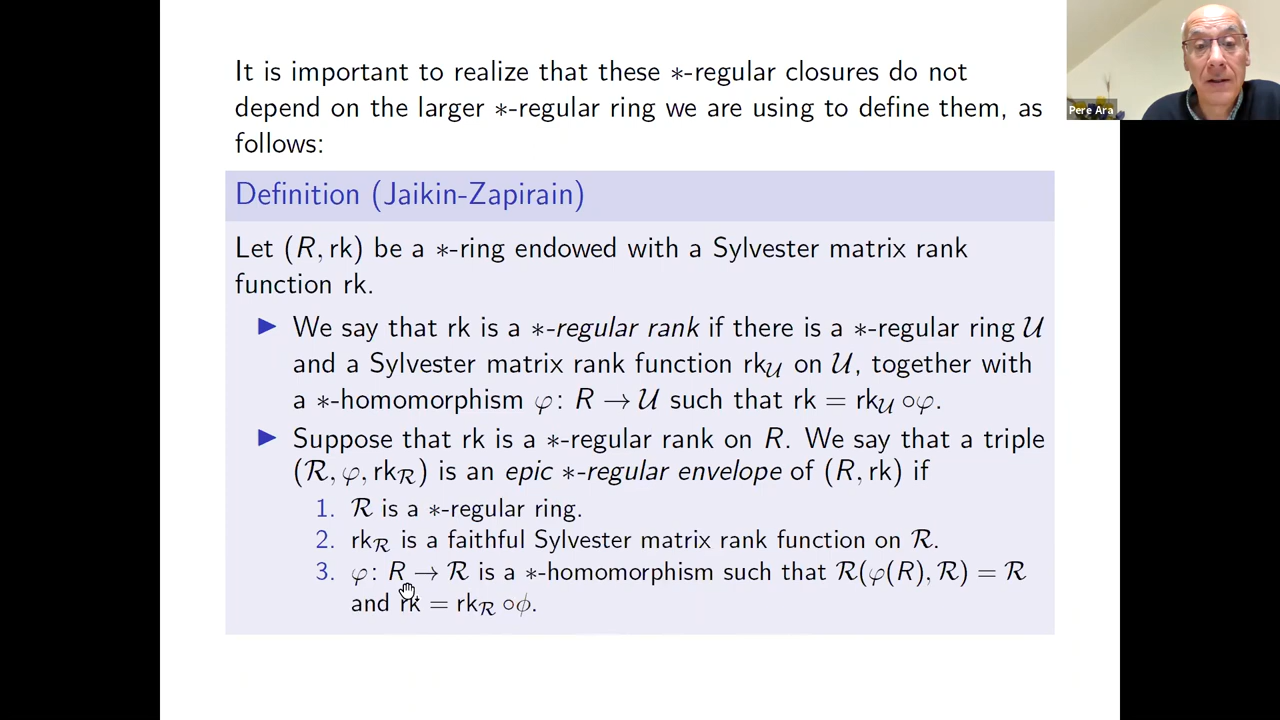 It is important to realize that these ∗-regular closures do not
depend on the larger ∗-regular ring we are using to define them, as
follows:
Definition (Jaikin-Zapirain)
Let (R, rk) be a ∗-ring endowed with a Sylvester matrix rank
function rk.
▶ We say that rk is a ∗-regular rank if there is a ∗-regular ring 𝒰
and a Sylvester matrix rank function rk_𝒰 on 𝒰, together with
a ∗-homomorphism φ: R → 𝒰 such that rk = rk_𝒰 ∘φ.
▶ Suppose that rk is a ∗-regular rank on R. We say that a triple
(ℛ, φ, rk_ℛ) is an epic ∗-regular envelope of (R, rk) if
1. ℛ is a ∗-regular ring.
2. rk_ℛ is a faithful Sylvester matrix rank function on ℛ.
3. φ: R → ℛ is a ∗-homomorphism such that ℛ(φ(R), ℛ) = ℛ
and rk = rk_ℛ ∘ϕ.
Pere Ara